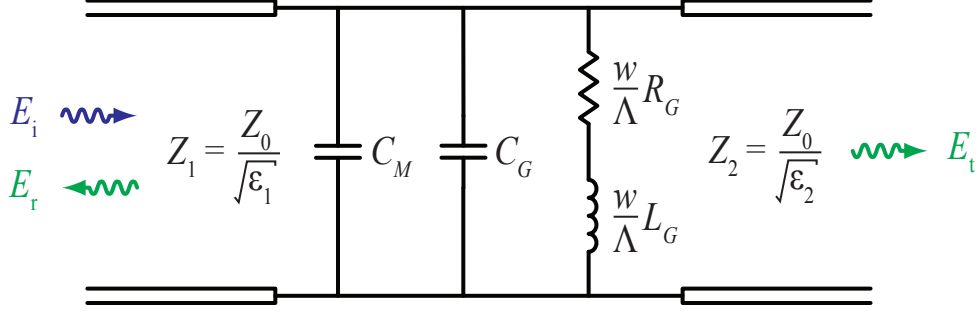 E_i
E_r
Z_1 = Z_0/√ε_1
C_M
C_G
w/Λ R_G
w/Λ L_G
Z_2 = Z_0/√ε_2
E_t